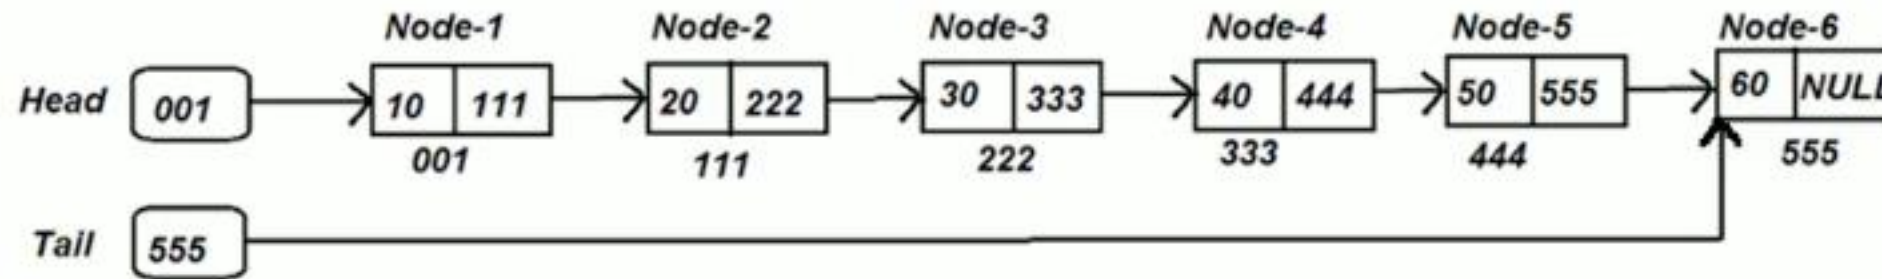 Node-1 Node-2 Node-3 Node-4 Node-5 Node-6
Head 001 10 111 20 222 30 333 40 444 50 555 60 NULL
001 111 222 333 444 555
Tail 555